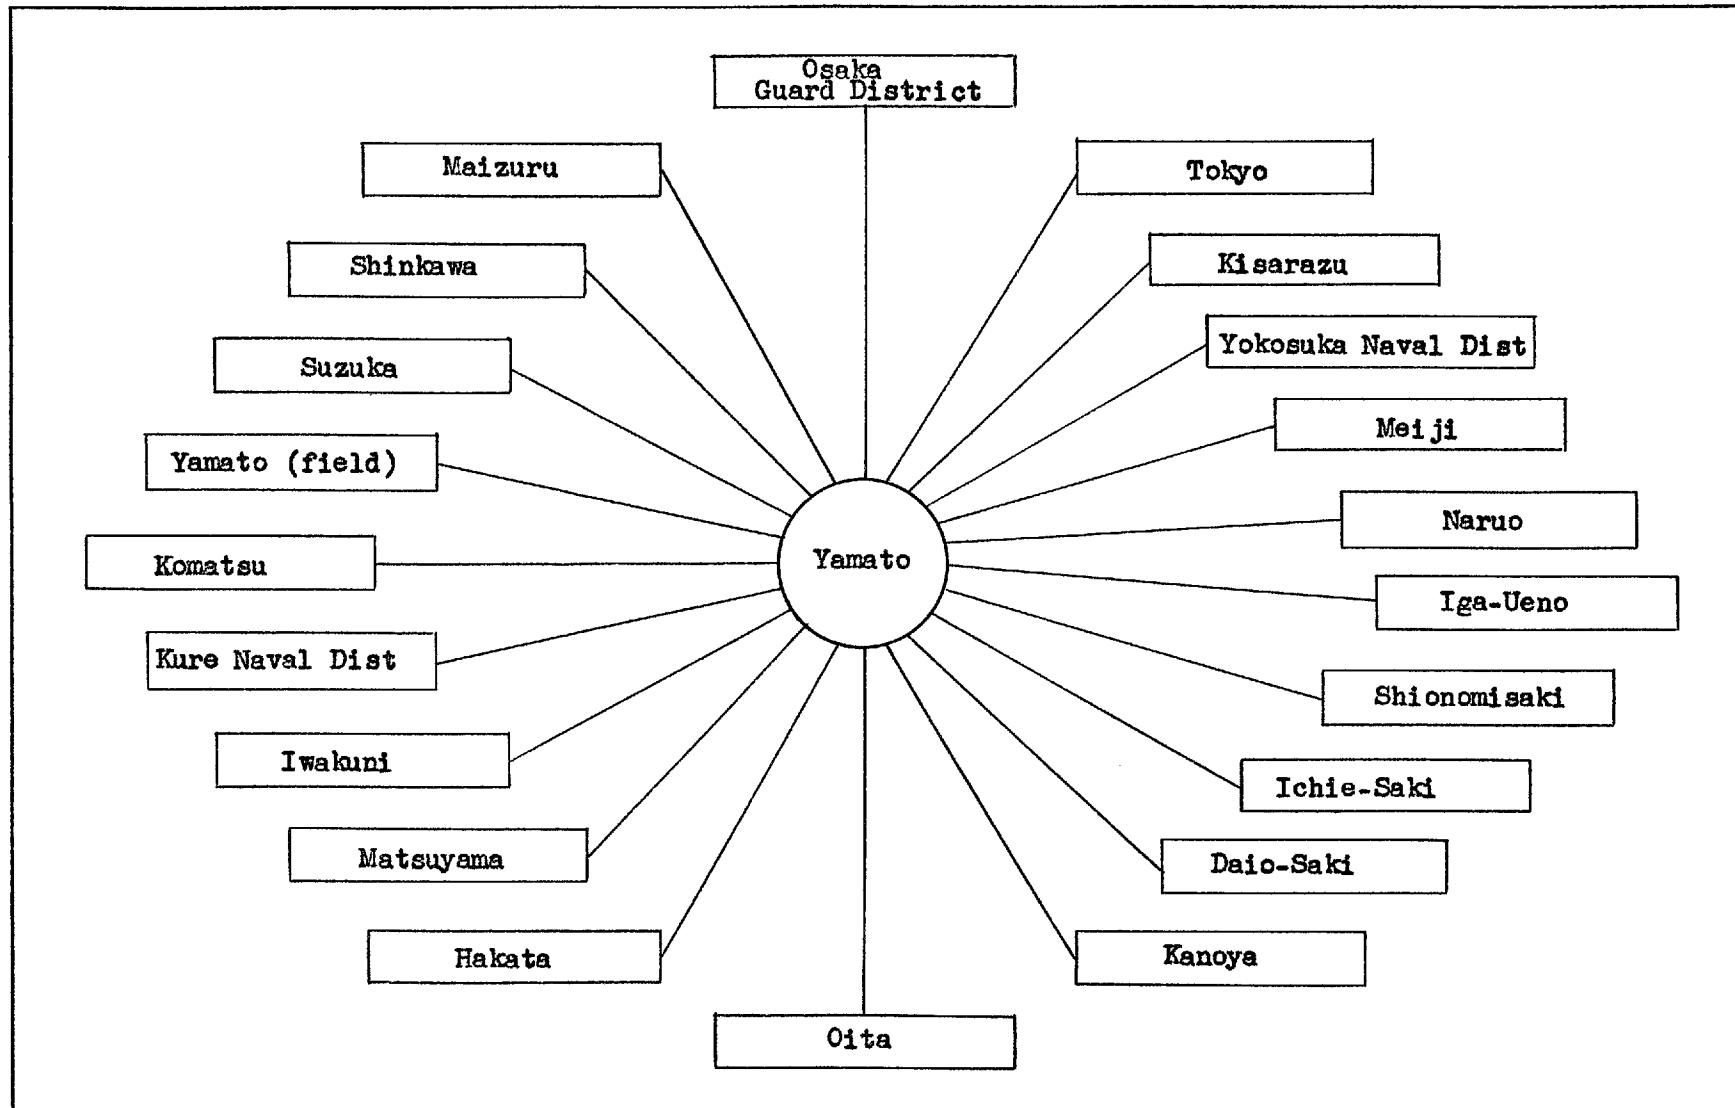 Osaka
Guard District
Maizuru
Tokyo
Shinkawa
Kisarazu
Yokosuka Naval Dist
Suzuka
Meiji
Yamato (field)
Naruo
Yamato
Komatsu
Iga-Ueno
Kure Naval Dist
Shionomisaki
Iwakuni
Ichie-Saki
Matsuyama
Daio-Saki
Hakata
Kanoya
Oita